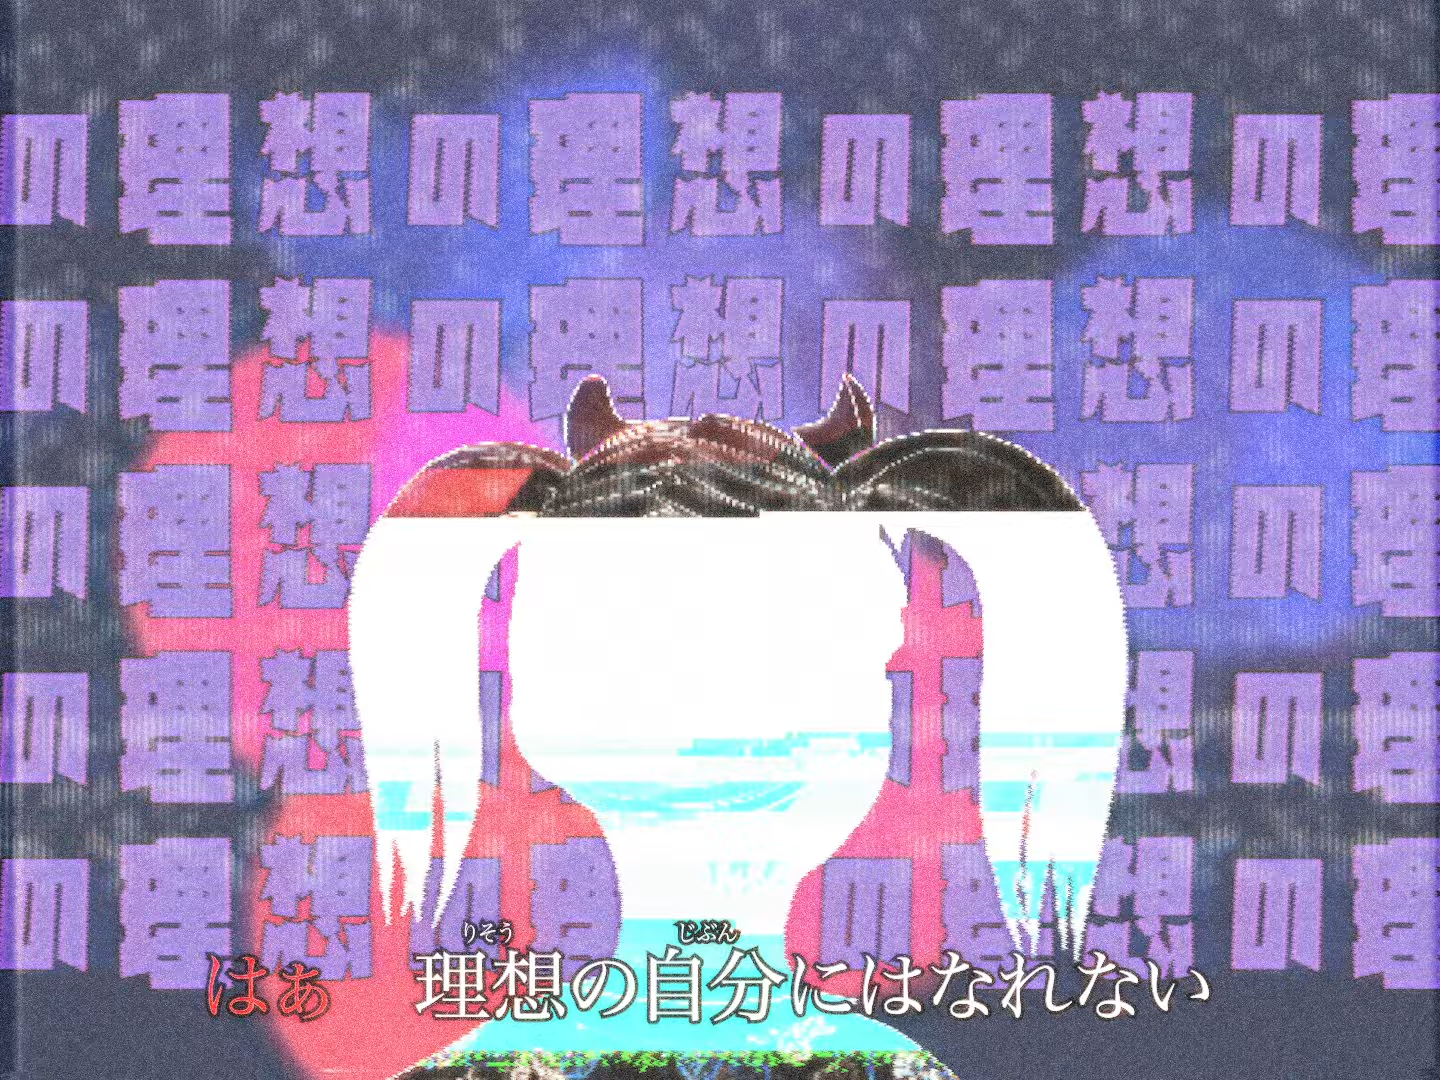 の理想の理想の理想の理
の理想の理想の理想の理
の理想 理想の理
の理想 理想の理
の理想の理 の理想の理
りそう じぶん
はぁ 理想の自分にはなれない